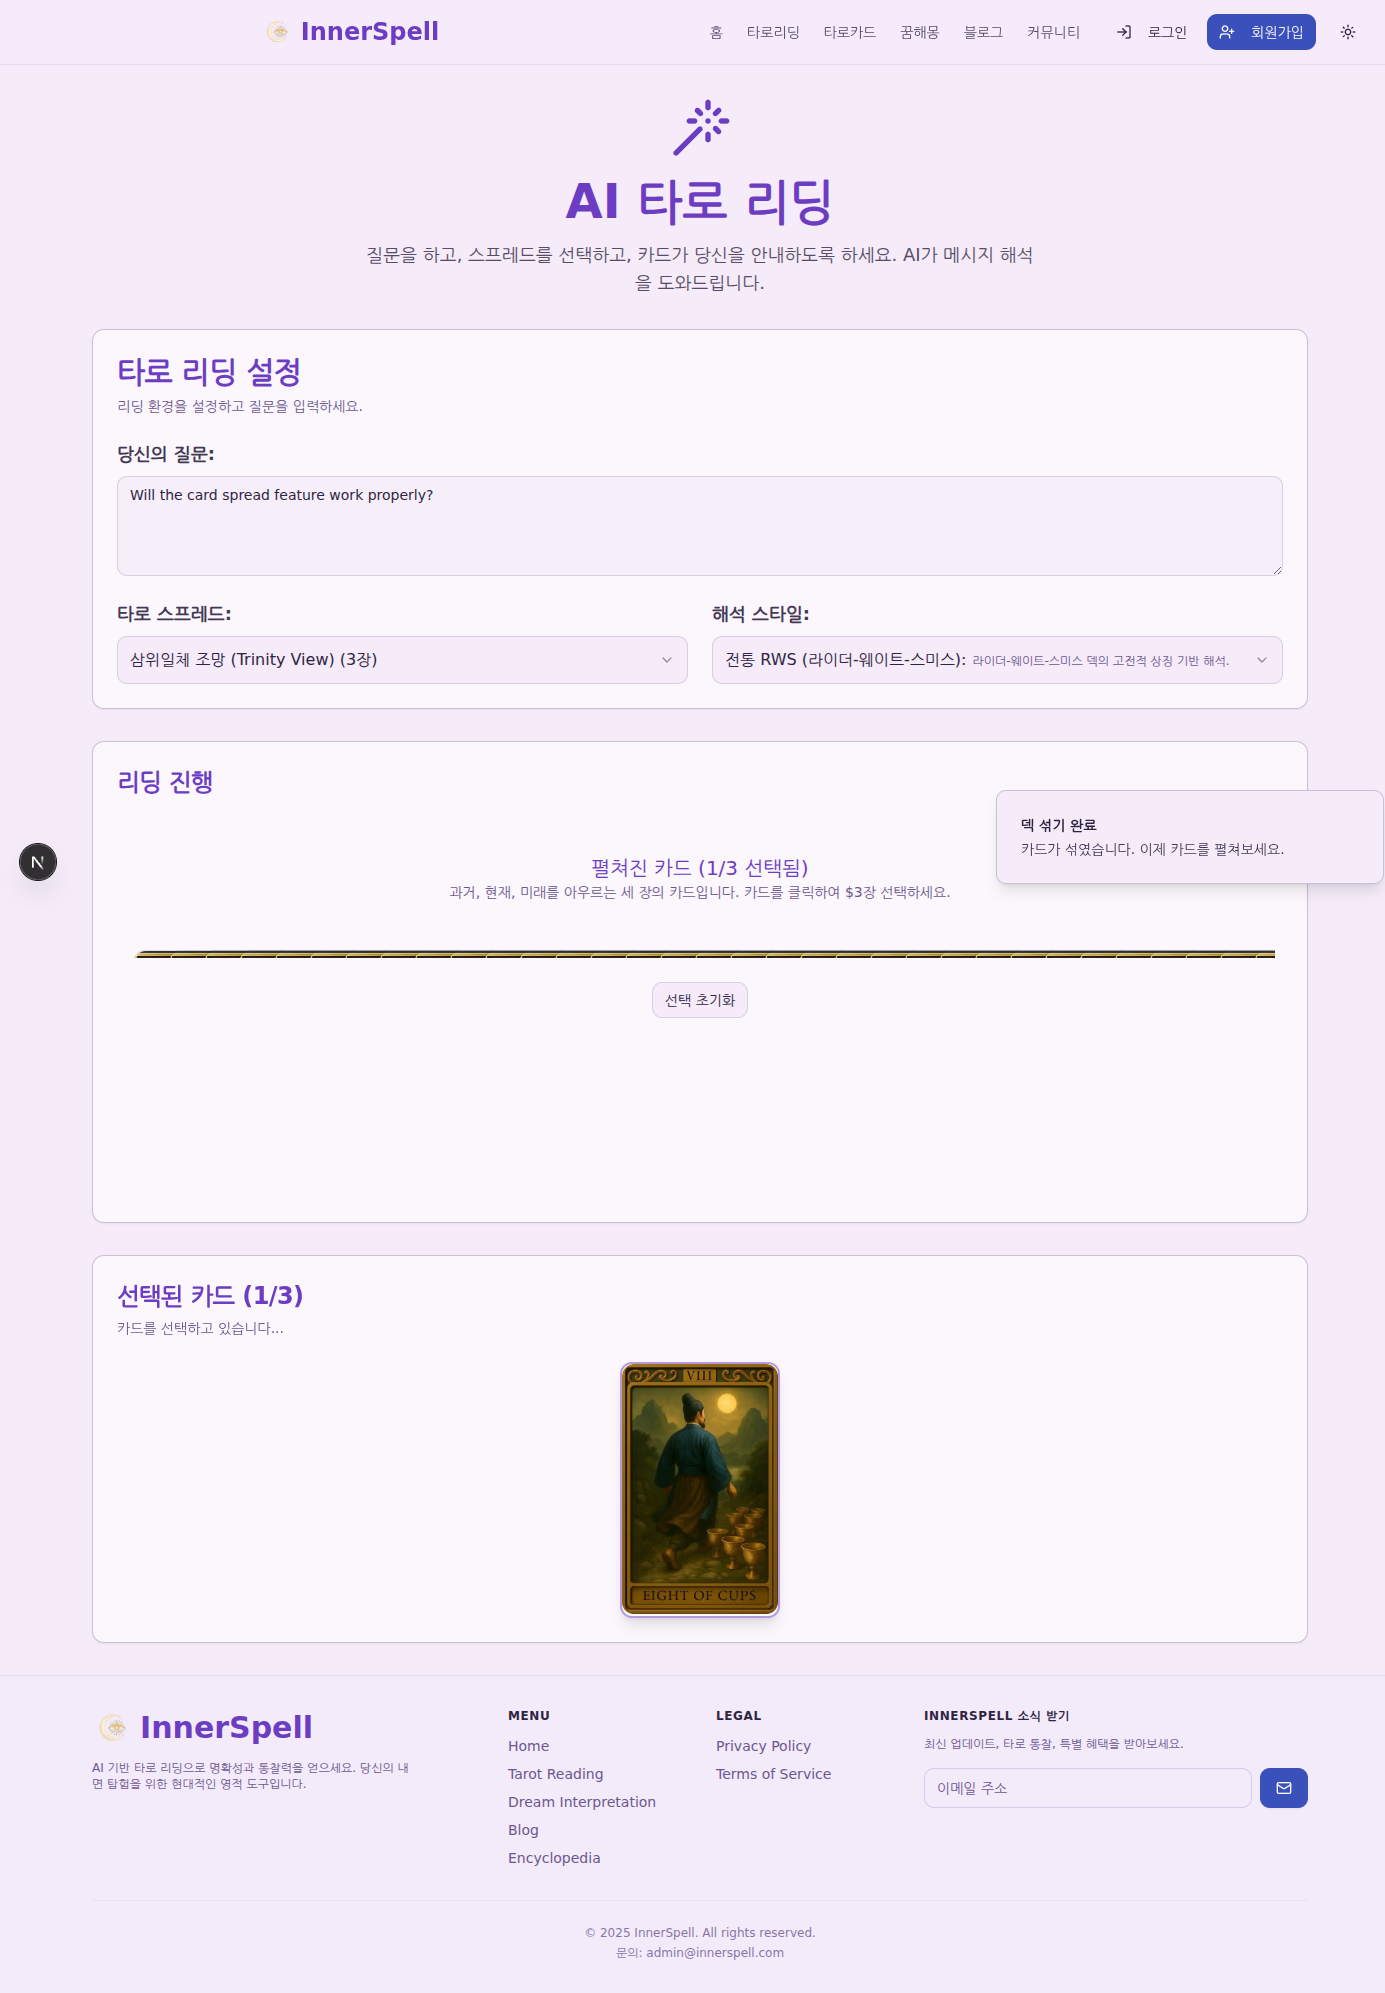 InnerSpell
홈 타로리딩 타로카드 꿈해몽 블로그 커뮤니티 로그인 회원가입
AI 타로 리딩
질문을 하고, 스프레드를 선택하고, 카드가 당신을 안내하도록 하세요. AI가 메시지 해석
을 도와드립니다.
타로 리딩 설정
리딩 환경을 설정하고 질문을 입력하세요.
당신의 질문:
Will the card spread feature work properly?
타로 스프레드:
삼위일체 조망 (Trinity View) (3장)
해석 스타일:
전통 RWS (라이더-웨이트-스미스): 라이더-웨이트-스미스 덱의 고전적 상징 기반 해석.
리딩 진행
덱 섞기 완료
카드가 섞였습니다. 이제 카드를 펼쳐보세요.
N
펼쳐진 카드 (1/3 선택됨)
과거, 현재, 미래를 아우르는 세 장의 카드입니다. 카드를 클릭하여 $3장 선택하세요.
선택 초기화
선택된 카드 (1/3)
카드를 선택하고 있습니다...
VIII
EIGHT OF CUPS
InnerSpell
AI 기반 타로 리딩으로 명확성과 통찰력을 얻으세요. 당신의 내
면 탐험을 위한 현대적인 영적 도구입니다.
MENU
Home
Tarot Reading
Dream Interpretation
Blog
Encyclopedia
LEGAL
Privacy Policy
Terms of Service
INNERSPELL 소식 받기
최신 업데이트, 타로 통찰, 특별 혜택을 받아보세요.
이메일 주소
© 2025 InnerSpell. All rights reserved.
문의: admin@innerspell.com